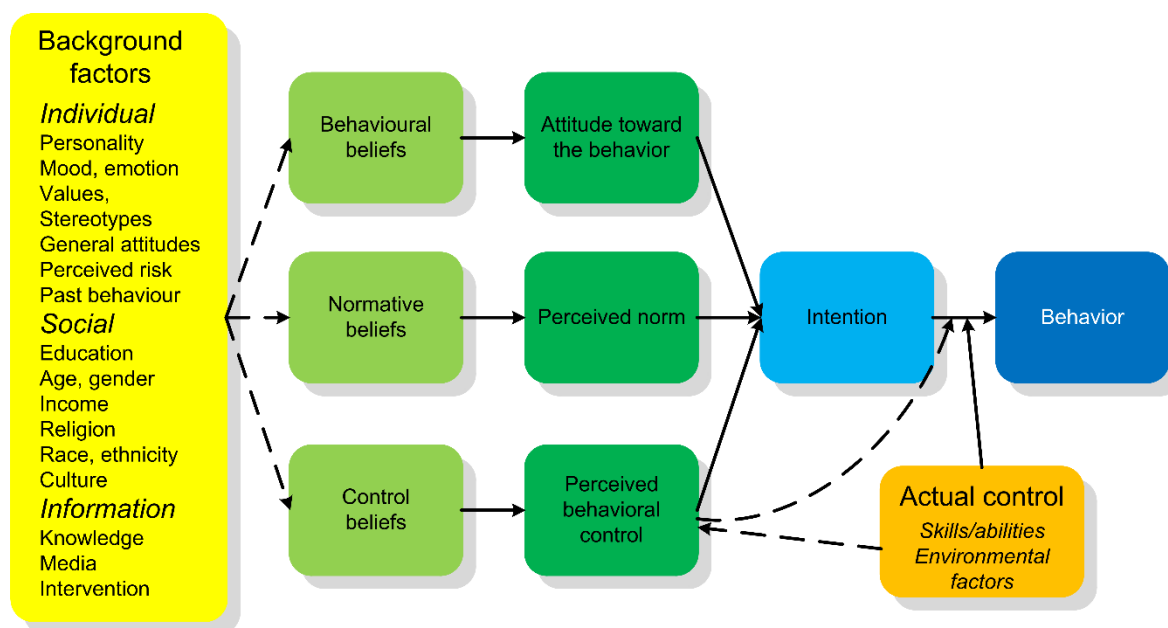 Background
factors
Individual
Personality
Mood, emotion
Values,
Stereotypes
General attitudes
Perceived risk
Past behaviour
Social
Education
Age, gender
Income
Religion
Race, ethnicity
Culture
Information
Knowledge
Media
Intervention
Behavioural
beliefs
Attitude toward
the behavior
Normative
beliefs
Perceived norm
Intention
Behavior
Control
beliefs
Perceived
behavioral
control
Actual control
Skills/abilities
Environmental
factors